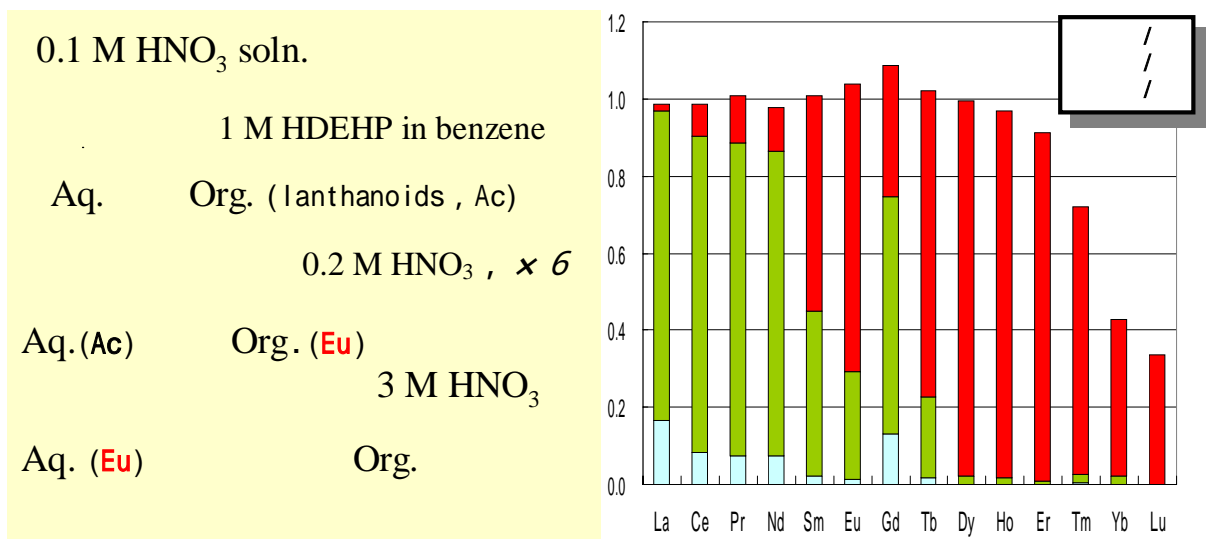 0.1 M HNO₃ soln.
1 M HDEHP in benzene
Aq. Org. (lanthanoids , Ac)
0.2 M HNO₃ , × 6
Aq.(Ac) Org.(Eu)
3 M HNO₃
Aq. (Eu) Org.
1.2
1.0
0.8
0.6
0.4
0.2
0.0
La Ce Pr Nd Sm Eu Gd Tb Dy Ho Er Tm Yb Lu
/
/
/